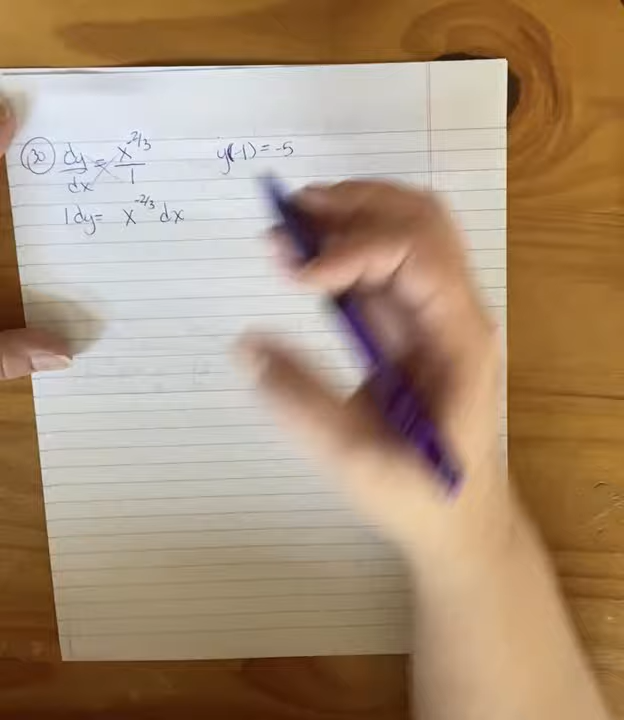 30 dy/dx = x^-2/3 / 1 y(-1) = -5
1dy = x^-2/3 dx